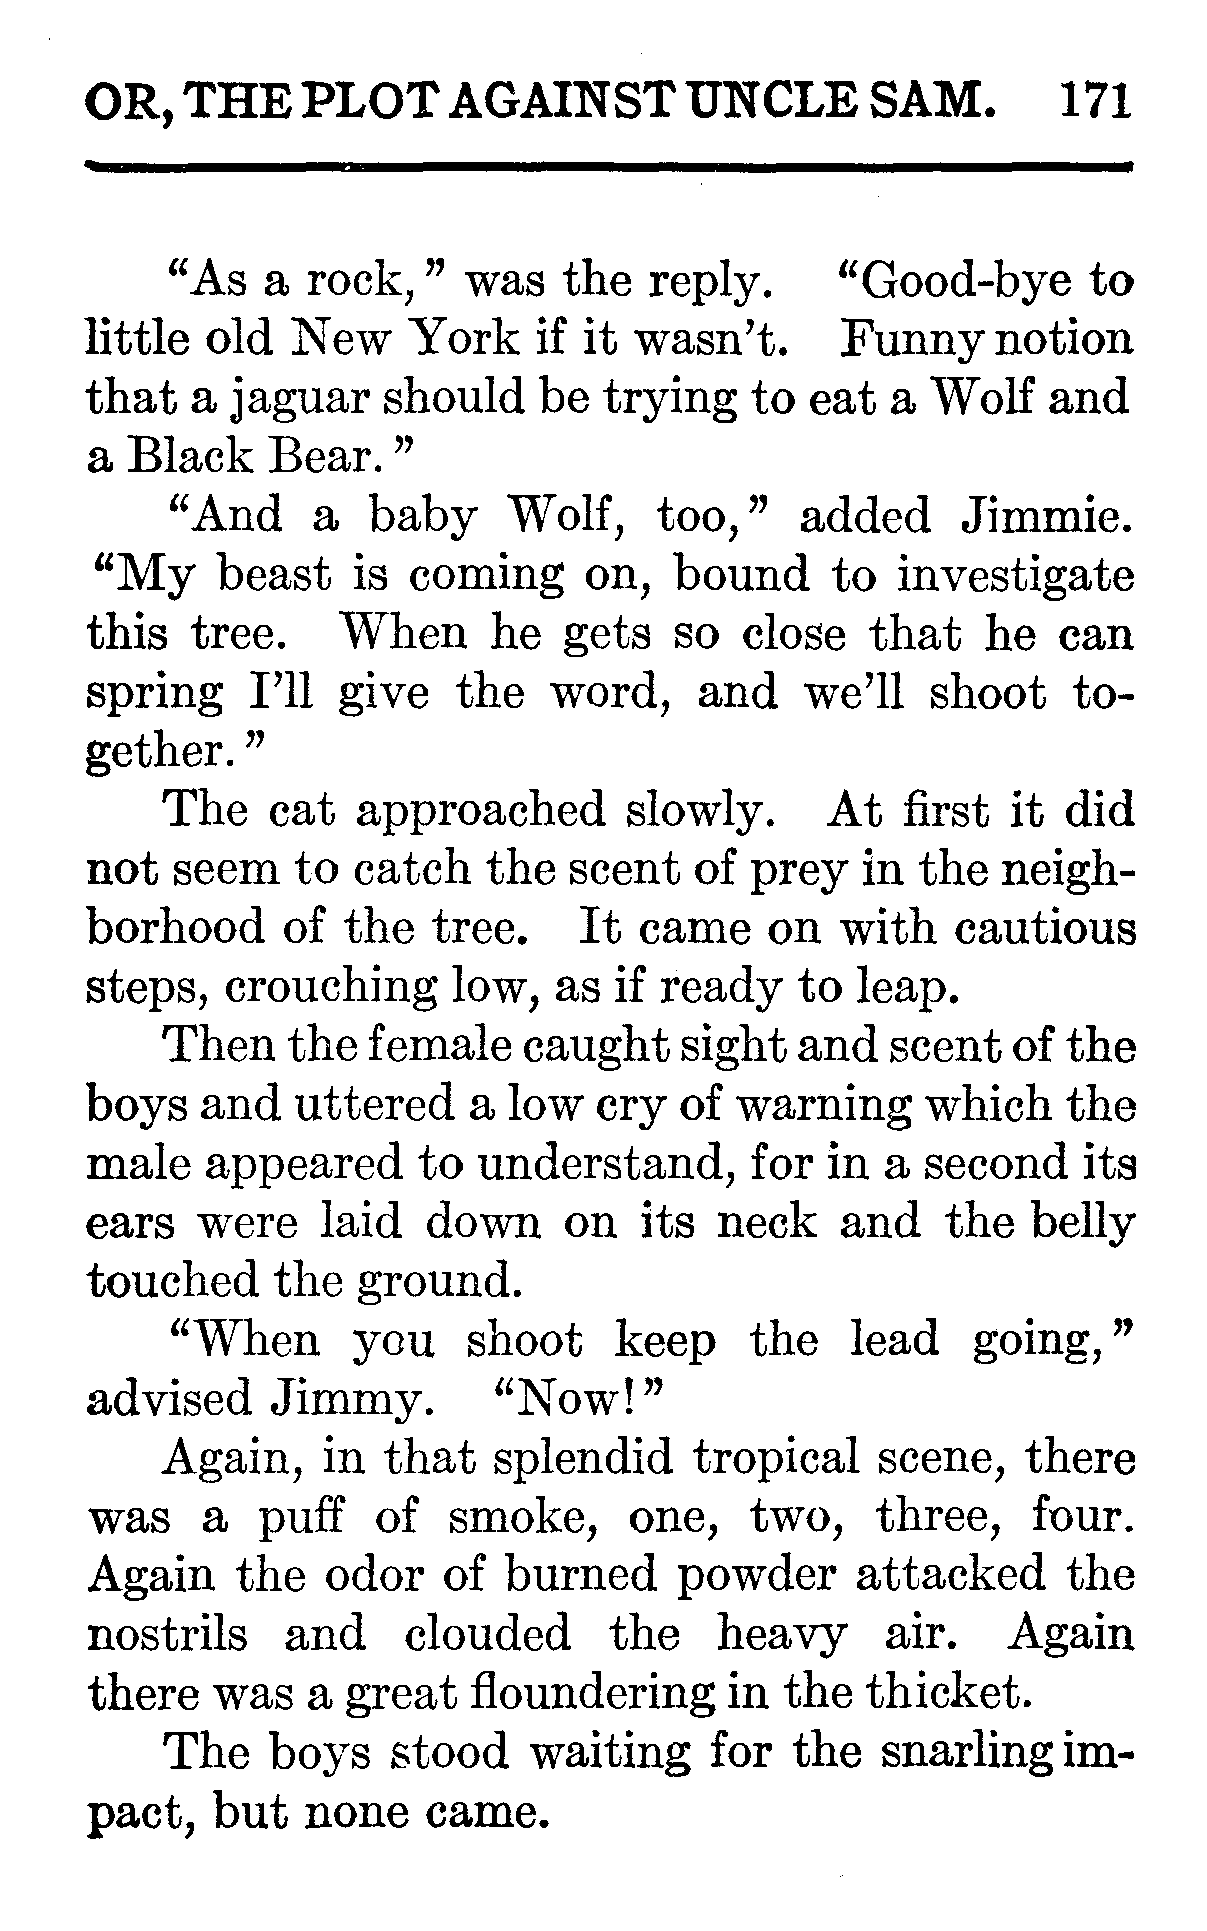 OR, THE PLOT AGAINST UNCLE SAM. 171
“As a rock,” was the reply. “Good-bye to
little old New York if it wasn’t. Funny notion
that a jaguar should be trying to eat a Wolf and
a Black Bear.”
“And a baby Wolf, too,” added Jimmie.
“My beast is coming on, bound to investigate
this tree. When he gets so close that he can
spring I’ll give the word, and we’ll shoot to-
gether.”
The cat approached slowly. At first it did
not seem to catch the scent of prey in the neigh-
borhood of the tree. It came on with cautious
steps, crouching low, as if ready to leap.
Then the female caught sight and scent of the
boys and uttered a low cry of warning which the
male appeared to understand, for in a second its
ears were laid down on its neck and the belly
touched the ground.
“When you shoot keep the lead going,”
advised Jimmy. “Now!”
Again, in that splendid tropical scene, there
was a puff of smoke, one, two, three, four.
Again the odor of burned powder attacked the
nostrils and clouded the heavy air. Again
there was a great floundering in the thicket.
The boys stood waiting for the snarling im-
pact, but none came.